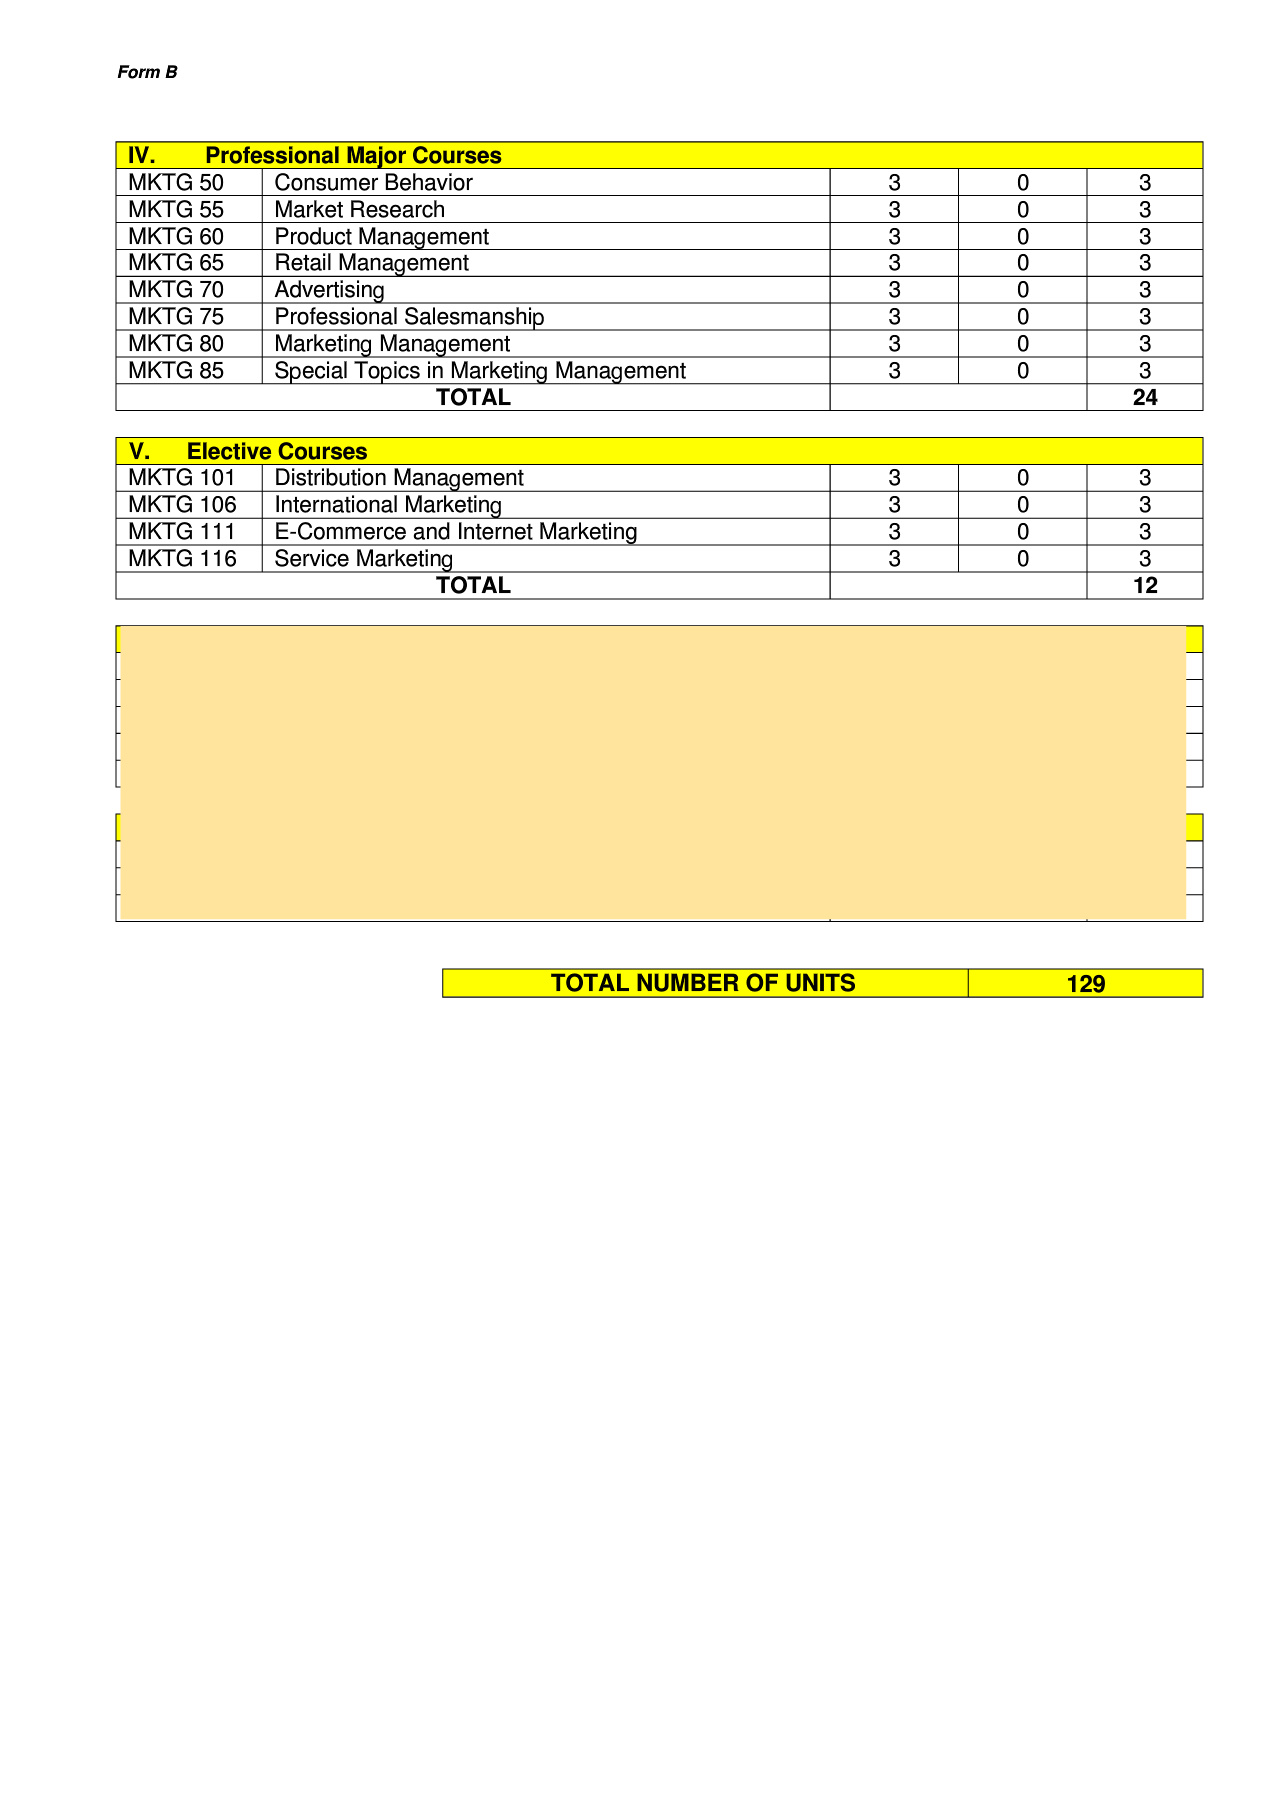 Form B
IV. Professional Major Courses
MKTG 50 Consumer Behavior 3 0 3
MKTG 55 Market Research 3 0 3
MKTG 60 Product Management 3 0 3
MKTG 65 Retail Management 3 0 3
MKTG 70 Advertising 3 0 3
MKTG 75 Professional Salesmanship 3 0 3
MKTG 80 Marketing Management 3 0 3
MKTG 85 Special Topics in Marketing Management 3 0 3
TOTAL 24
V. Elective Courses
MKTG 101 Distribution Management 3 0 3
MKTG 106 International Marketing 3 0 3
MKTG 111 E-Commerce and Internet Marketing 3 0 3
MKTG 116 Service Marketing 3 0 3
TOTAL 12
TOTAL NUMBER OF UNITS 129